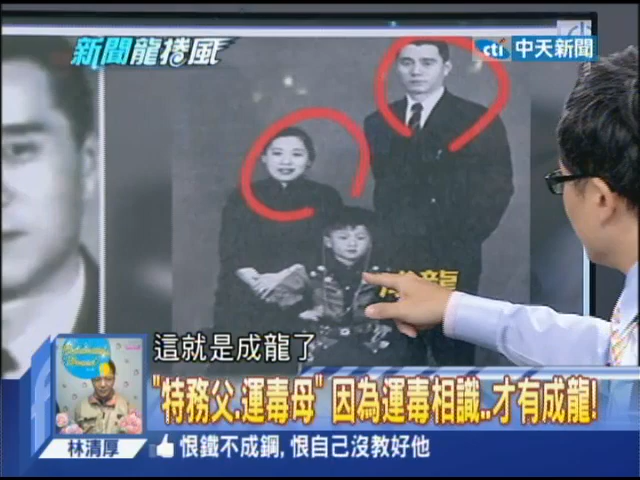 新聞龍捲風
cti 中天新聞
成龍
這就是成龍了
"特務父.運毒母" 因為運毒相識..才有成龍!
林清厚
恨鐵不成鋼,恨自己沒教好他